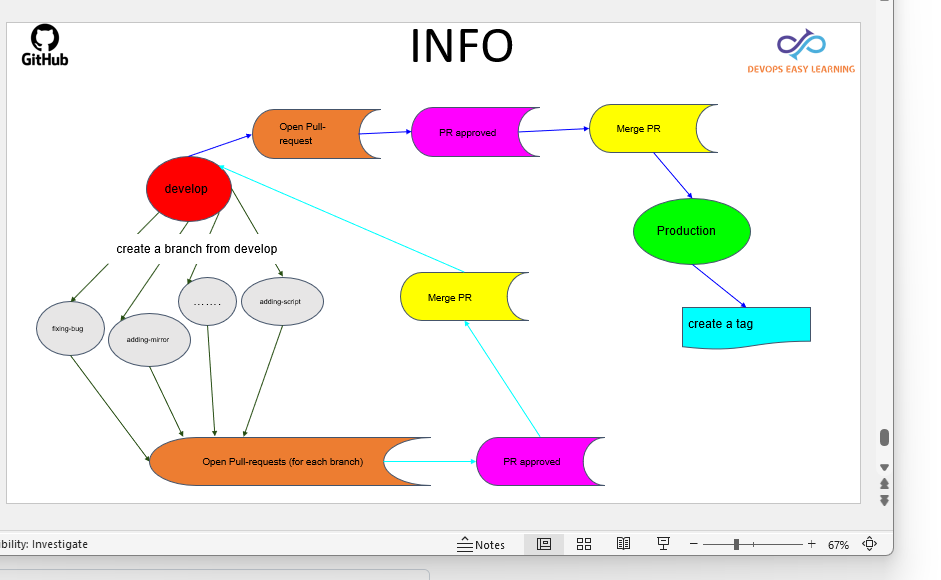 INFO
GitHub
DEVOPS EASY LEARNING
Open Pull-
request
PR approved
Merge PR
develop
Production
create a branch from develop
create a tag
fixing-bug
adding-mirror
.......
adding-script
Merge PR
Open Pull-requests (for each branch)
PR approved
bility: Investigate
Notes
67%